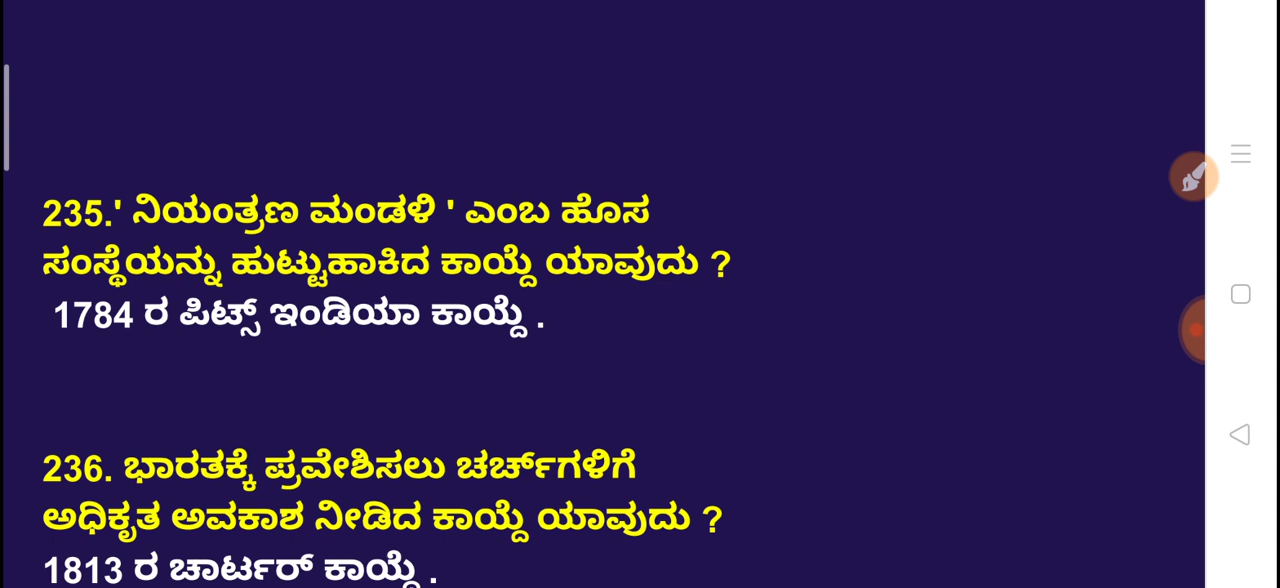 235.' ನಿಯಂತ್ರಣ ಮಂಡಳಿ ' ಎಂಬ ಹೊಸ
ಸಂಸ್ಥೆಯನ್ನು ಹುಟ್ಟುಹಾಕಿದ ಕಾಯ್ದೆ ಯಾವುದು ?
1784 ರ ಪಿಟ್ಸ್ ಇಂಡಿಯಾ ಕಾಯ್ದೆ .
236. ಭಾರತಕ್ಕೆ ಪ್ರವೇಶಿಸಲು ಚರ್ಚ್‌ಗಳಿಗೆ
ಅಧಿಕೃತ ಅವಕಾಶ ನೀಡಿದ ಕಾಯ್ದೆ ಯಾವುದು ?
1813 ರ ಚಾರ್ಟರ್ ಕಾಯ್ದೆ .